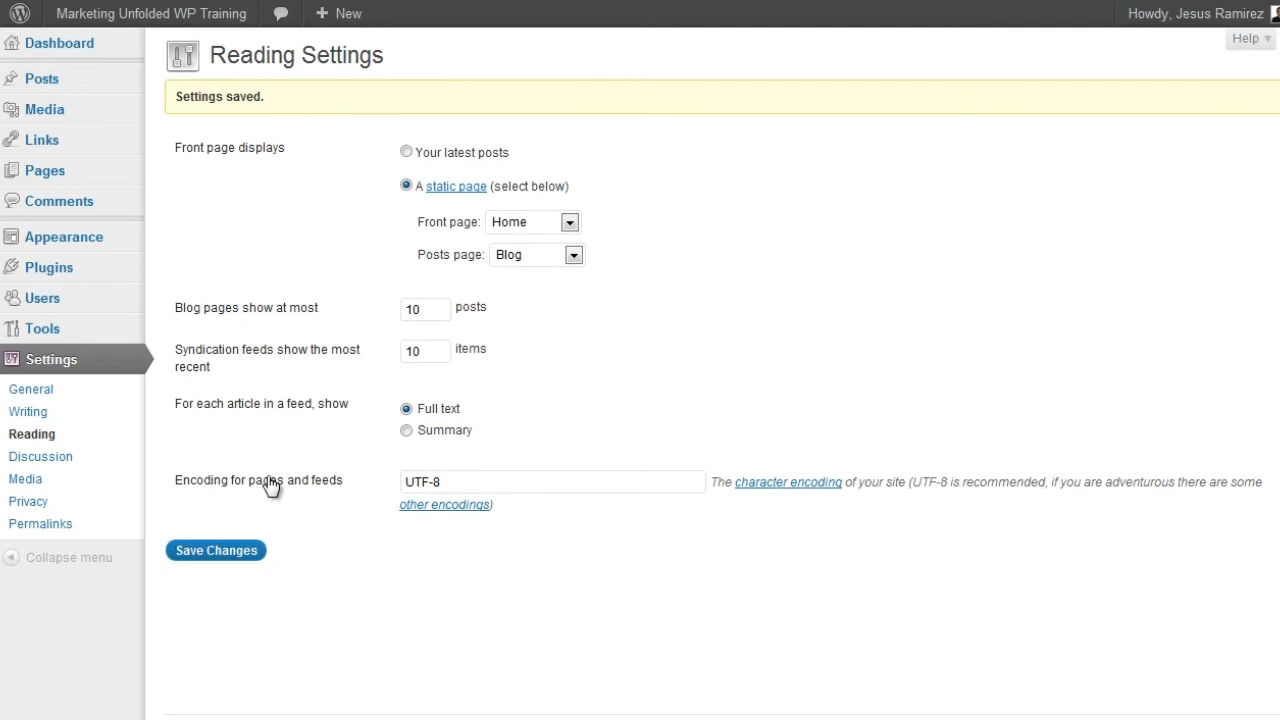 Marketing Unfolded WP Training
New
Howdy, Jesus Ramirez
Help
Dashboard
Posts
Media
Links
Pages
Comments
Appearance
Plugins
Users
Tools
Settings
General
Writing
Reading
Discussion
Media
Privacy
Permalinks
Collapse menu
Reading Settings
Settings saved.
Front page displays
Your latest posts
A static page (select below)
Front page: Home
Posts page: Blog
Blog pages show at most 10 posts
Syndication feeds show the most
recent
10 items
For each article in a feed, show
Full text
Summary
Encoding for pages and feeds
UTF-8
The character encoding of your site (UTF-8 is recommended, if you are adventurous there are some
other encodings)
Save Changes